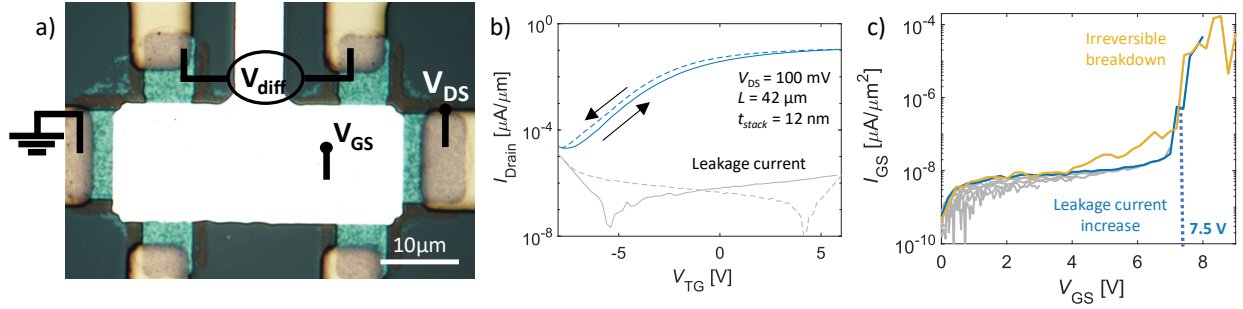 a)
V_diff
V_DS
V_GS
10μm
b)
I_Drain [μA/μm]
10^0
10^-4
10^-8
V_DS = 100 mV
L = 42 μm
t_stack = 12 nm
Leakage current
-5
0
5
V_TG [V]
c)
I_GS [μA/μm^2]
10^-4
10^-6
10^-8
10^-10
Irreversible
breakdown
Leakage current
increase
7.5 V
0
2
4
6
8
V_GS [V]